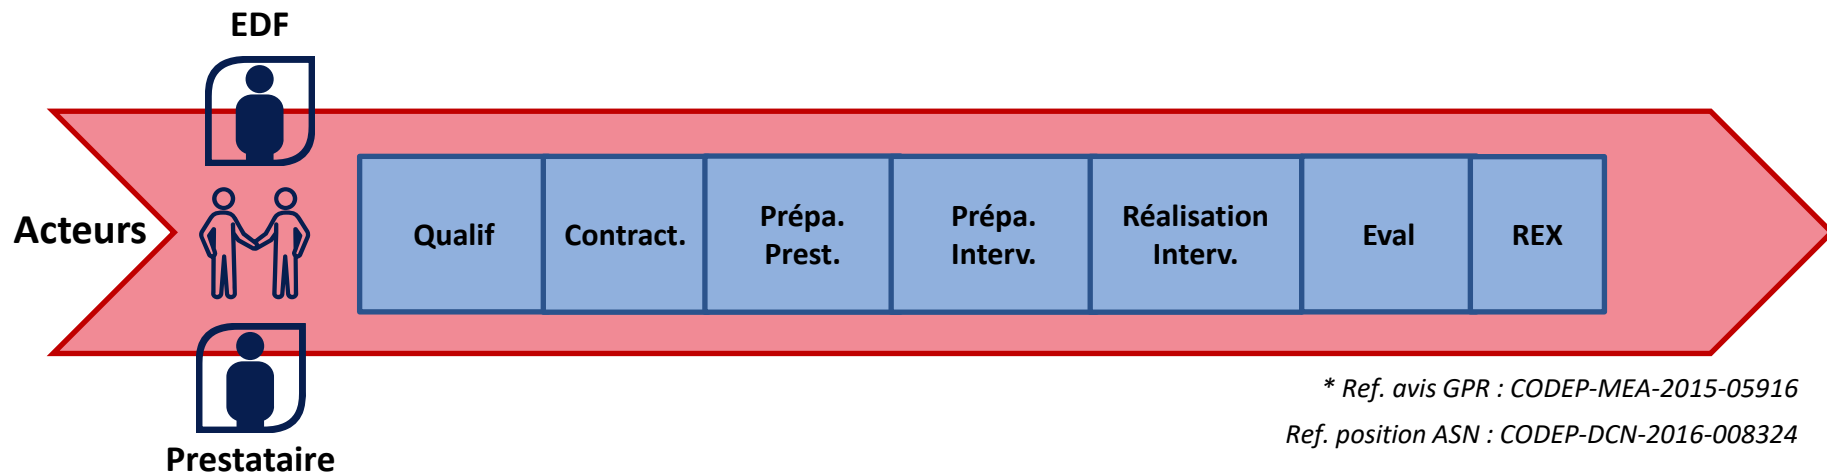 EDF
Acteurs
Qualif
Contract.
Prépa.
Prest.
Prépa.
Interv.
Réalisation
Interv.
Eval
REX
Prestataire
* Ref. avis GPR : CODEP-MEA-2015-05916
Ref. position ASN : CODEP-DCN-2016-008324